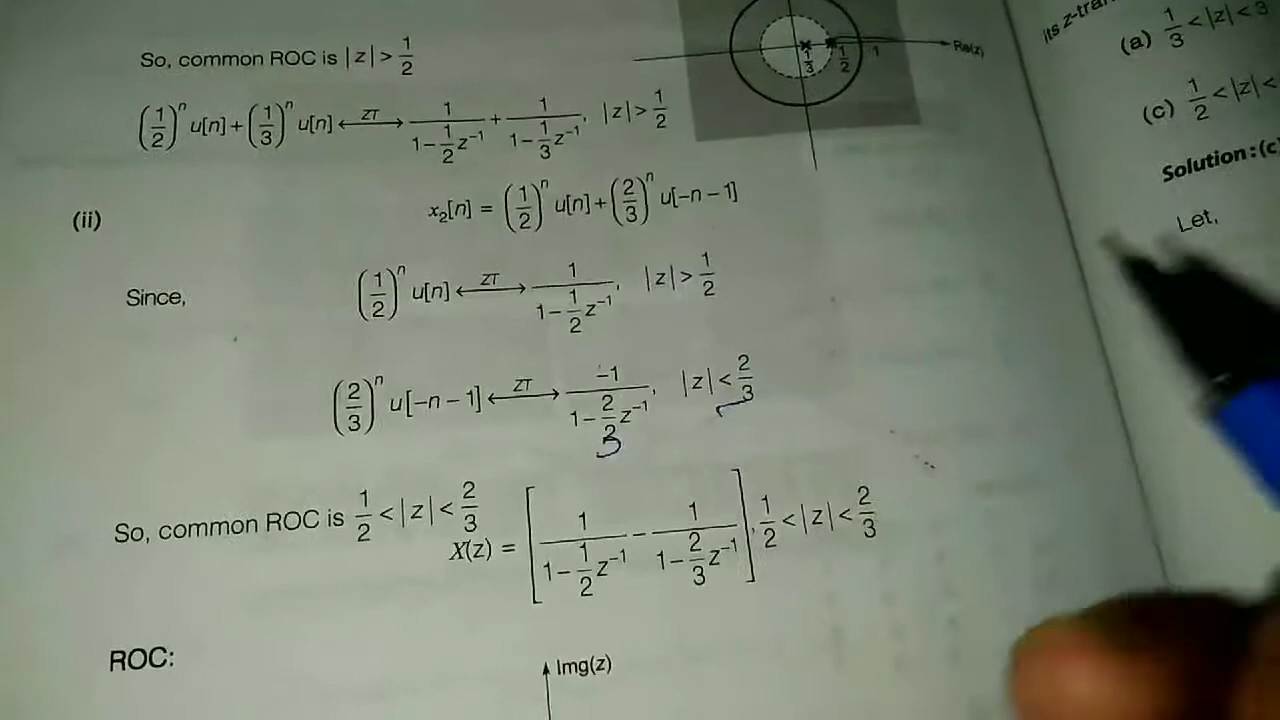 So, common ROC is |z| > 1/2
(1/2)^n u[n] + (1/3)^n u[n] ←ZT→ 1/(1 − 1/2 z^−1) + 1/(1 − 1/3 z^−1), |z| > 1/2
1/3 1/2 1 Re(z)
(ii) x₂[n] = (1/2)^n u[n] + (2/3)^n u[−n − 1]
Since, (1/2)^n u[n] ←ZT→ 1/(1 − 1/2 z^−1), |z| > 1/2
(2/3)^n u[−n − 1] ←ZT→ −1/(1 − 2/3 z^−1), |z| < 2/3
3
So, common ROC is 1/2 < |z| < 2/3
X(z) = [1/(1 − 1/2 z^−1) − 1/(1 − 2/3 z^−1)], 1/2 < |z| < 2/3
ROC:
Img(z)
its z-tran
(a) 1/3 < |z| < 3
(c) 1/2 < |z| <
Solution: (c
Let,